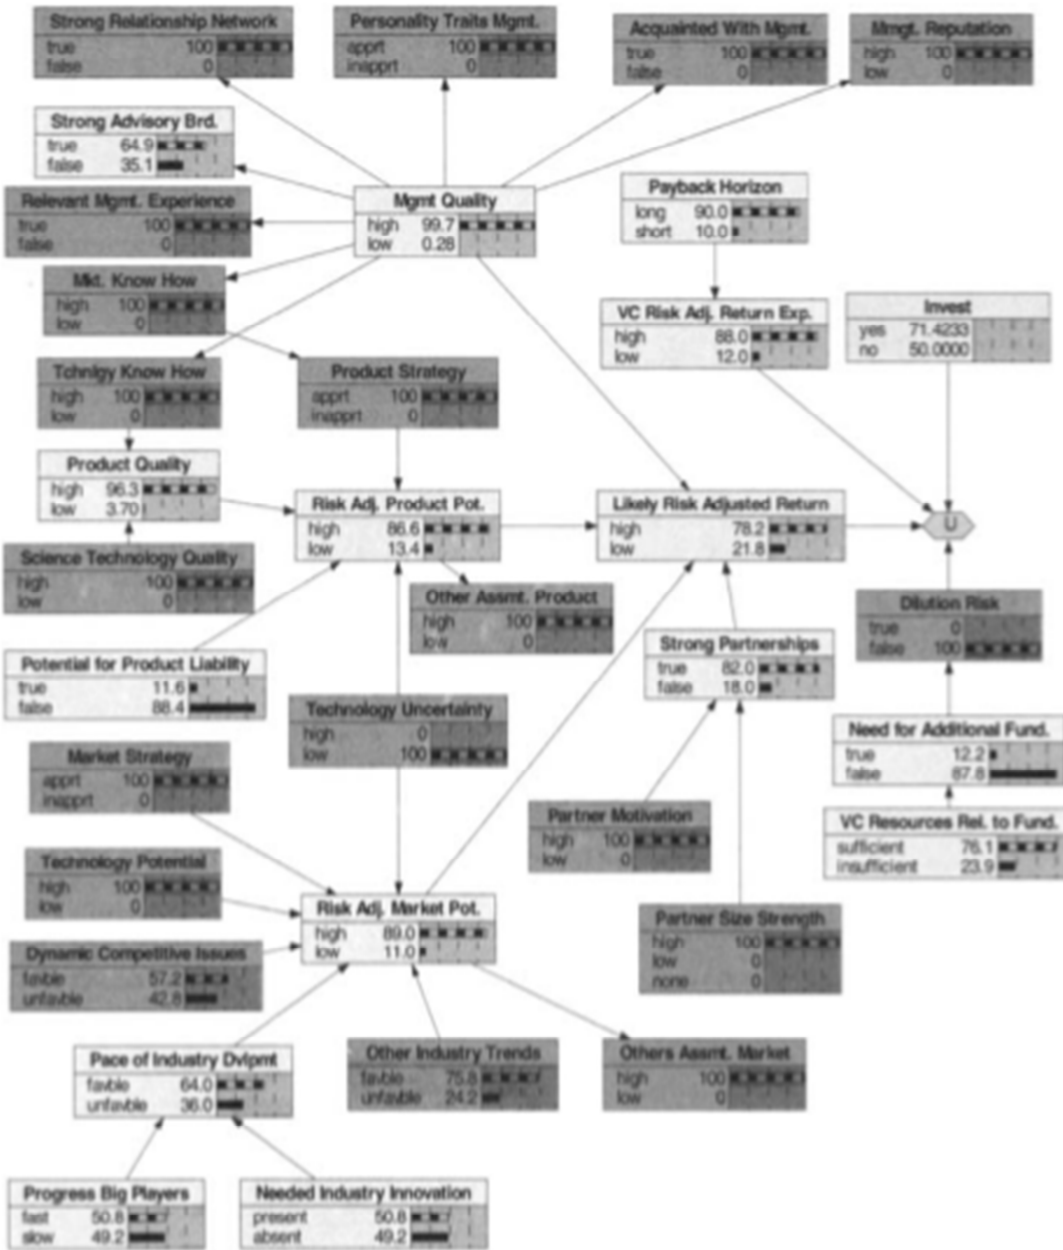 Strong Relationship Network
true 100
false 0
Personality Traits Mgmt.
apprt 100
inapprt 0
Acquainted With Mgmt.
true 100
false 0
Mmgt. Reputation
high 100
low 0
Strong Advisory Brd.
true 64.9
false 35.1
Relevant Mgmt. Experience
true 100
false 0
Mgmt Quality
high 99.7
low 0.28
Payback Horizon
long 90.0
short 10.0
Mkt. Know How
high 100
low 0
VC Risk Adj. Return Exp.
high 88.0
low 12.0
Invest
yes 71.4233
no 50.0000
Tchnlgy Know How
high 100
low 0
Product Strategy
apprt 100
inapprt 0
Product Quality
high 96.3
low 3.70
Risk Adj. Product Pot.
high 86.6
low 13.4
Likely Risk Adjusted Return
high 78.2
low 21.8
U
Science Technology Quality
high 100
low 0
Other Assmt. Product
high 100
low 0
Dilution Risk
true 0
false 100
Potential for Product Liability
true 11.6
false 88.4
Strong Partnerships
true 82.0
false 18.0
Technology Uncertainty
high 0
low 100
Need for Additional Fund.
true 12.2
false 87.8
Market Strategy
apprt 100
inapprt 0
Partner Motivation
high 100
low 0
VC Resources Rel. to Fund.
sufficient 76.1
insufficient 23.9
Technology Potential
high 100
low 0
Risk Adj. Market Pot.
high 89.0
low 11.0
Partner Size Strength
high 100
low 0
none 0
Dynamic Competitive Issues
favble 57.2
unfavble 42.8
Pace of Industry Dvlpmt
favble 64.0
unfavble 36.0
Other Industry Trends
favble 75.8
unfavble 24.2
Others Assmt. Market
high 100
low 0
Progress Big Players
fast 50.8
slow 49.2
Needed Industry Innovation
present 50.8
absent 49.2